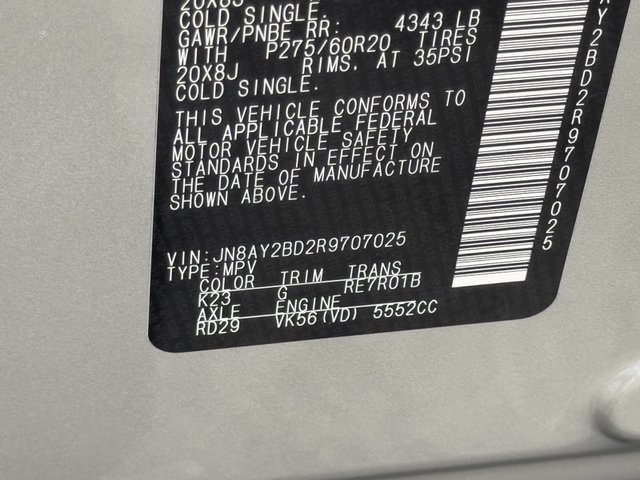 20X8J
COLD SINGLE.
GAWR/PNBE RR: 4343 LB
WITH P275/60R20 TIRES
20X8J RIMS, AT 35PSI
COLD SINGLE.
THIS VEHICLE CONFORMS TO
ALL APPLICABLE FEDERAL
MOTOR VEHICLE SAFETY
STANDARDS IN EFFECT ON
THE DATE OF MANUFACTURE
SHOWN ABOVE.
VIN:JN8AY2BD2R9707025
TYPE:MPV
COLOR TRIM TRANS
K23 G RE7R01B
AXLE ENGINE
RD29 VK56(VD) 5552CC
Y2BD2R9707025